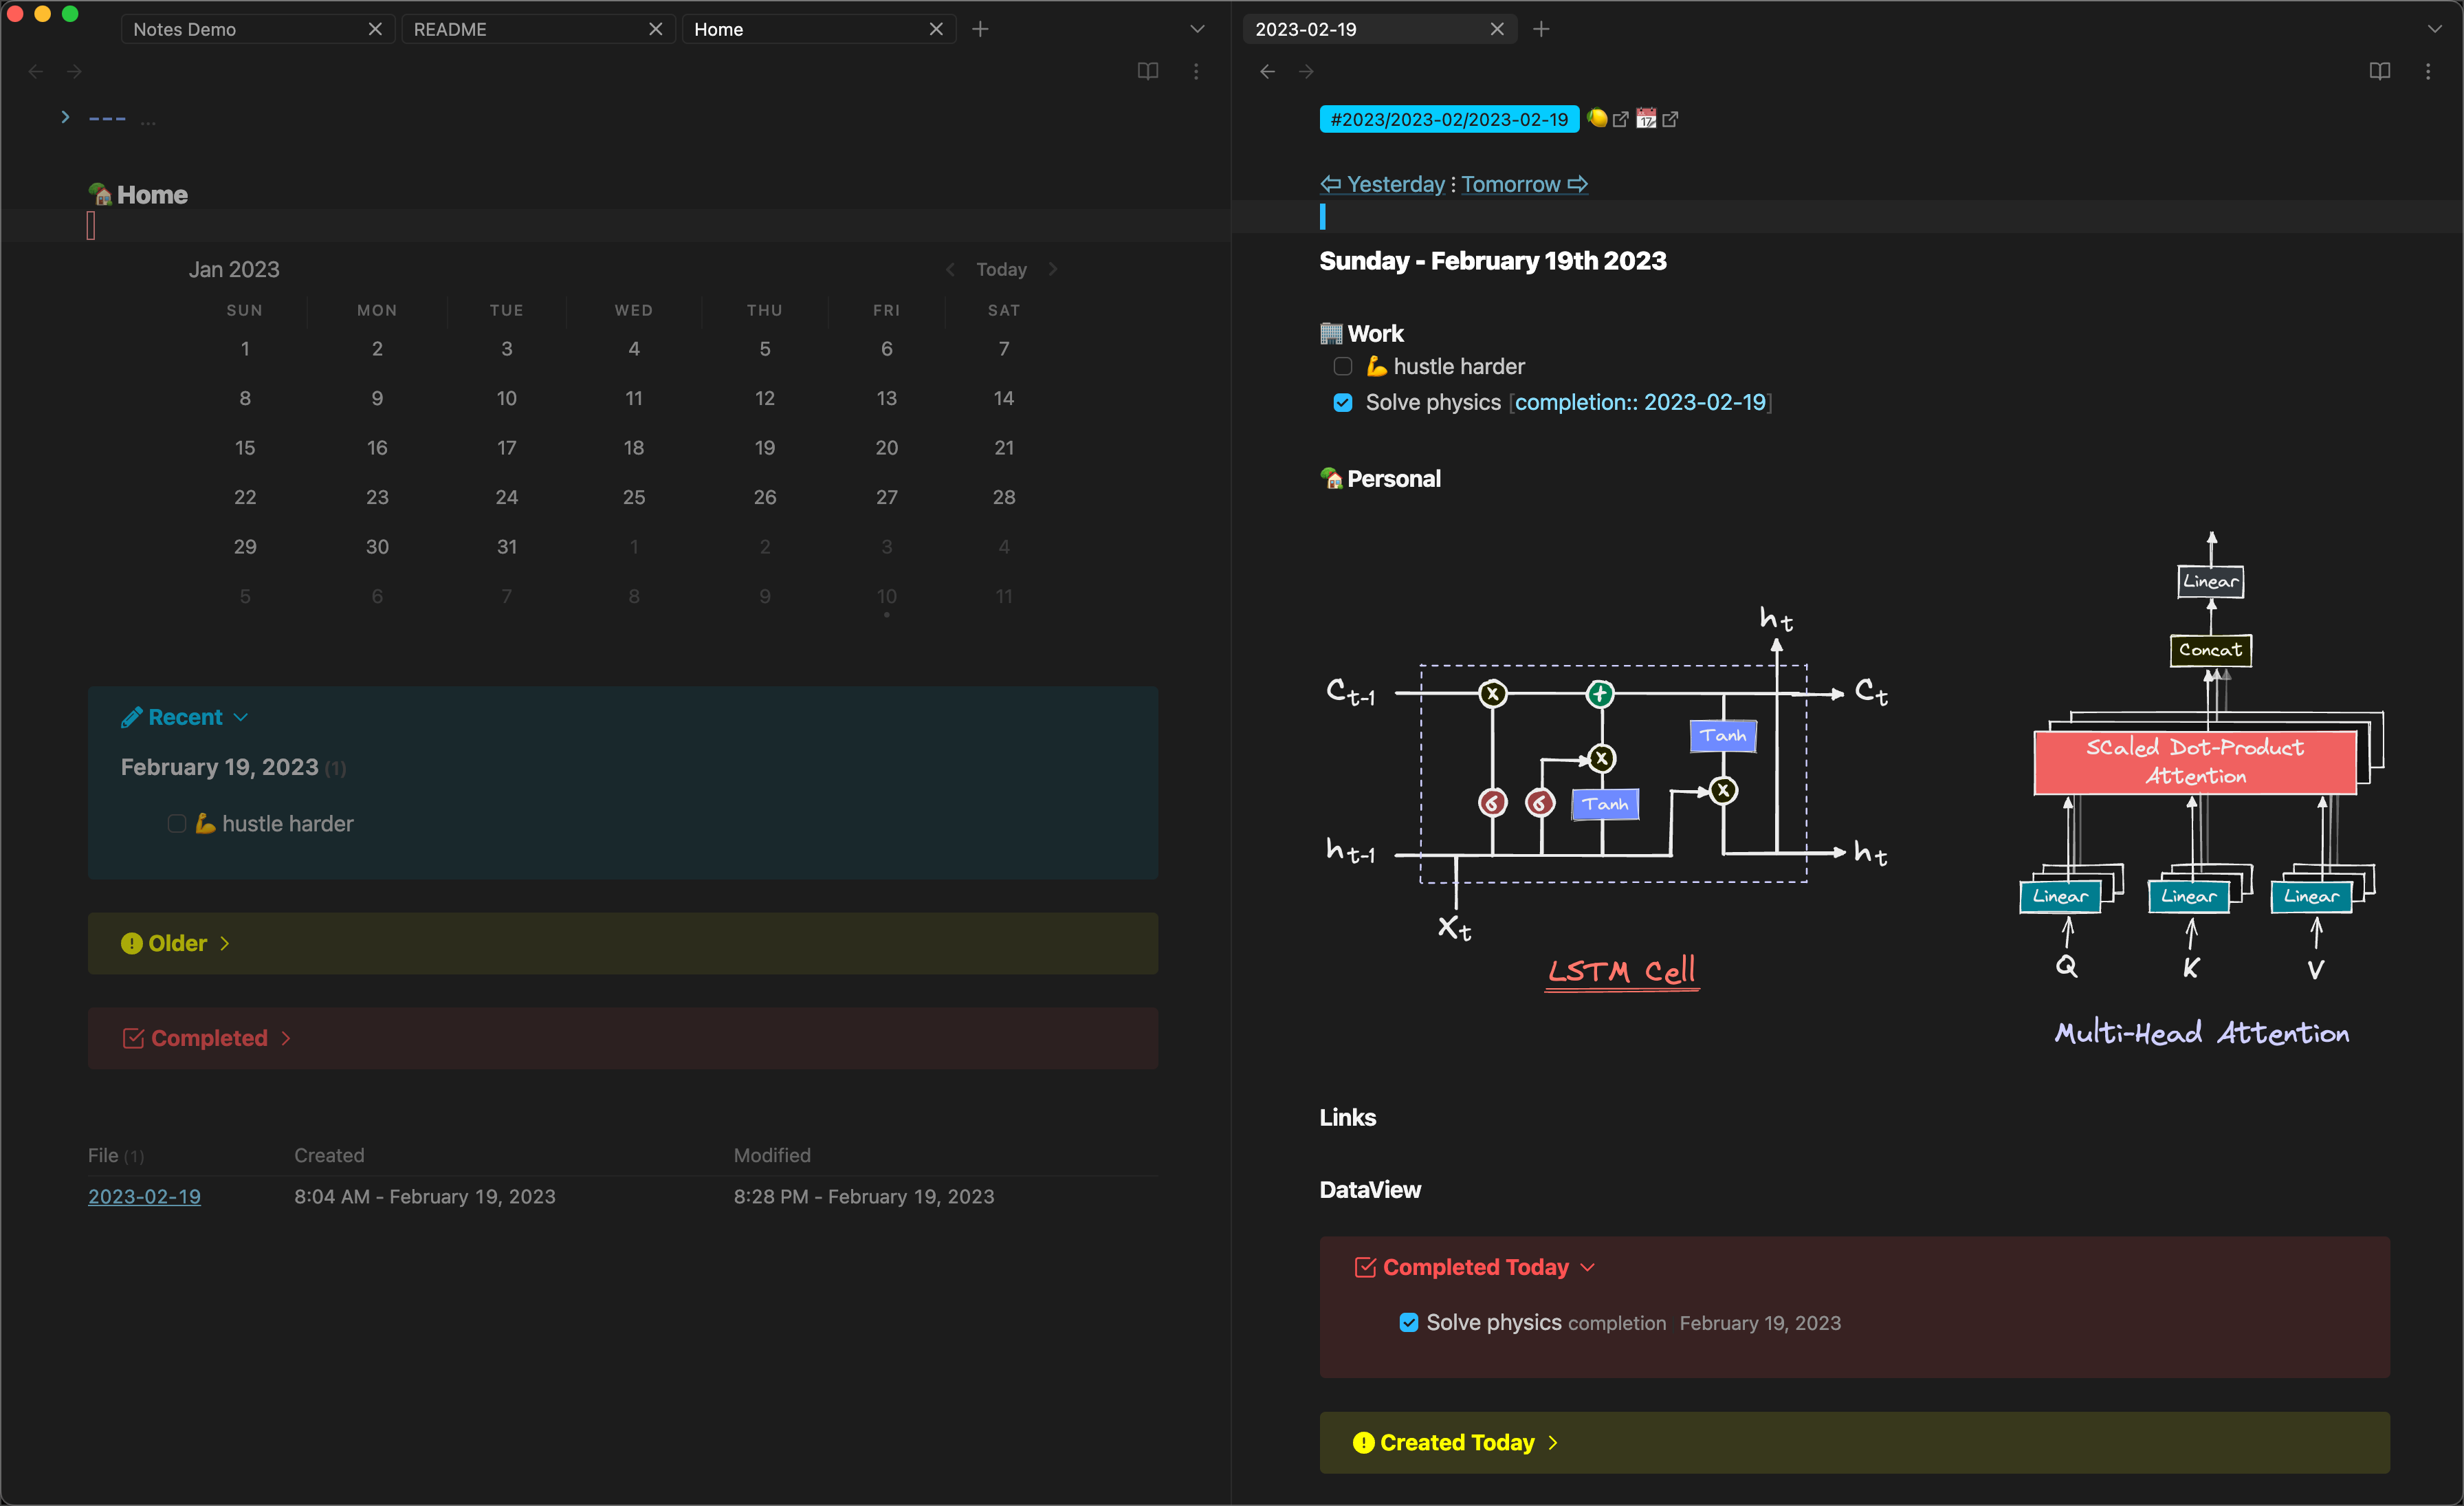 Notes Demo
README
Home
--- ...
🏡 Home
Jan 2023
Today
SUN MON TUE WED THU FRI SAT
1 2 3 4 5 6 7
8 9 10 11 12 13 14
15 16 17 18 19 20 21
22 23 24 25 26 27 28
29 30 31 1 2 3 4
5 6 7 8 9 10 11
Recent
February 19, 2023 (1)
💪 hustle harder
Older
Completed
File (1) Created Modified
2023-02-19 8:04 AM - February 19, 2023 8:28 PM - February 19, 2023
2023-02-19
#2023/2023-02/2023-02-19 🍋 📆
⇦ Yesterday ⋮ Tomorrow ⇨
Sunday - February 19th 2023
🏢 Work
💪 hustle harder
Solve physics [completion:: 2023-02-19]
🏡 Personal
h t
C t-1
x
+
C t
Tanh
x
x
б
б
Tanh
h t-1
h t
X t
LSTM Cell
Linear
Concat
SCaled Dot-Product
Attention
Linear Linear Linear
Q K V
Multi-Head Attention
Links
DataView
Completed Today
Solve physics completion February 19, 2023
Created Today